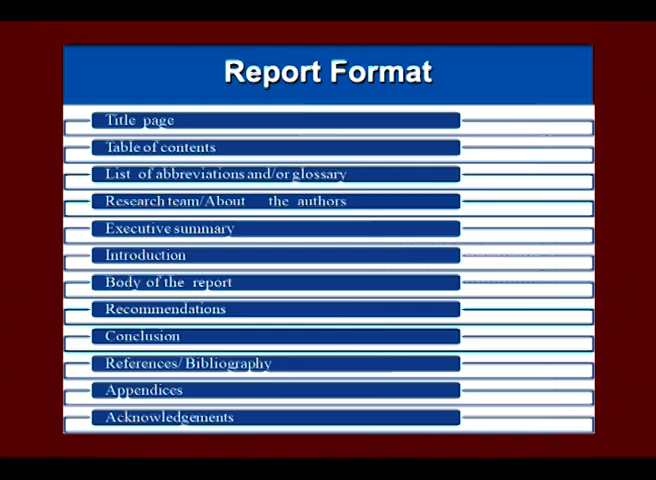 Report Format
Title page
Table of contents
List of abbreviations and/or glossary
Research team/About the authors
Executive summary
Introduction
Body of the report
Recommendations
Conclusion
References/ Bibliography
Appendices
Acknowledgements